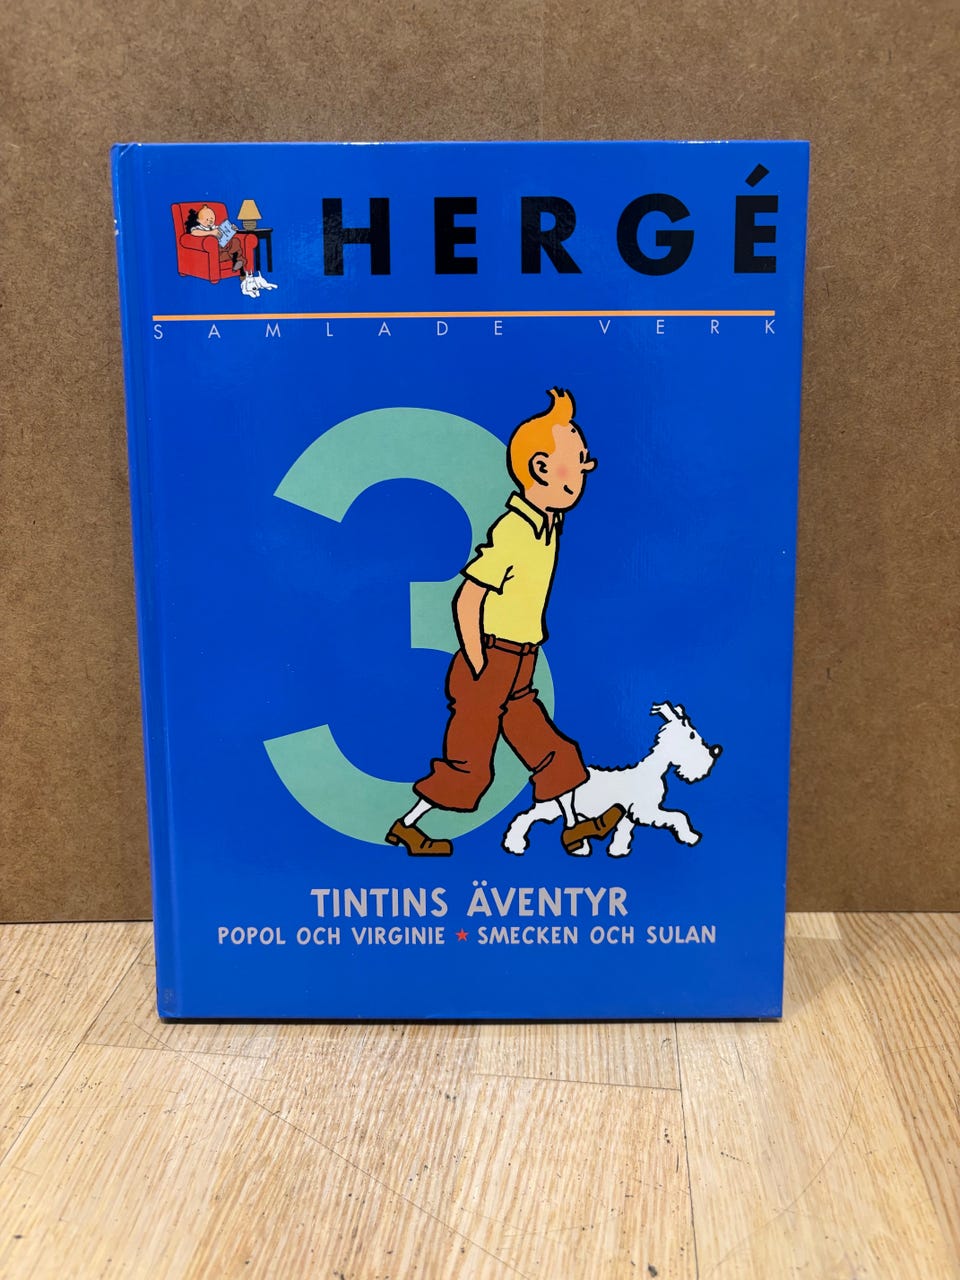 HERGÉ
SAMLADE VERK
3
TINTINS ÄVENTYR
POPOL OCH VIRGINIE ★ SMECKEN OCH SULAN